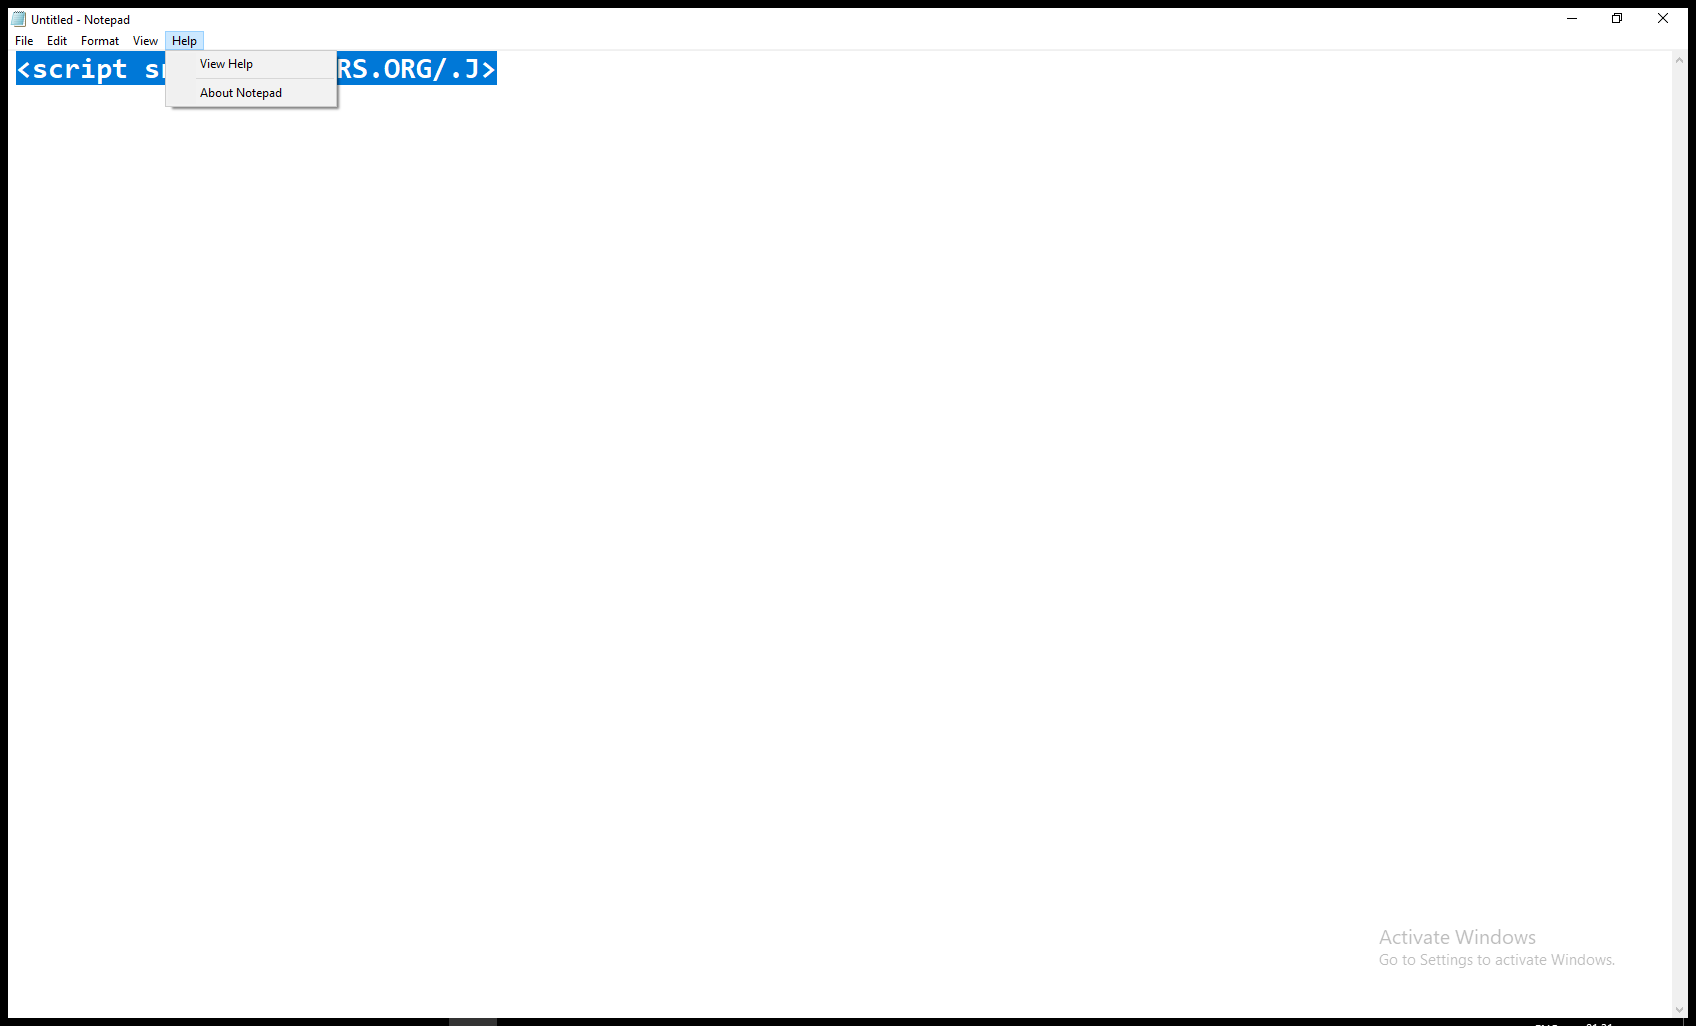 Untitled - Notepad
File Edit Format View Help
<script RS.ORG/.J>
View Help
About Notepad
Activate Windows
Go to Settings to activate Windows.